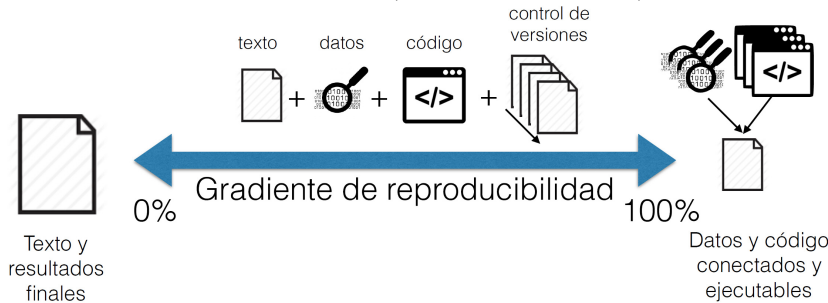 control de
versiones
texto
datos
código
+
+
+
</>
</>
Gradiente de reproducibilidad
0%
100%
Texto y
resultados
finales
Datos y código
conectados y
ejecutables